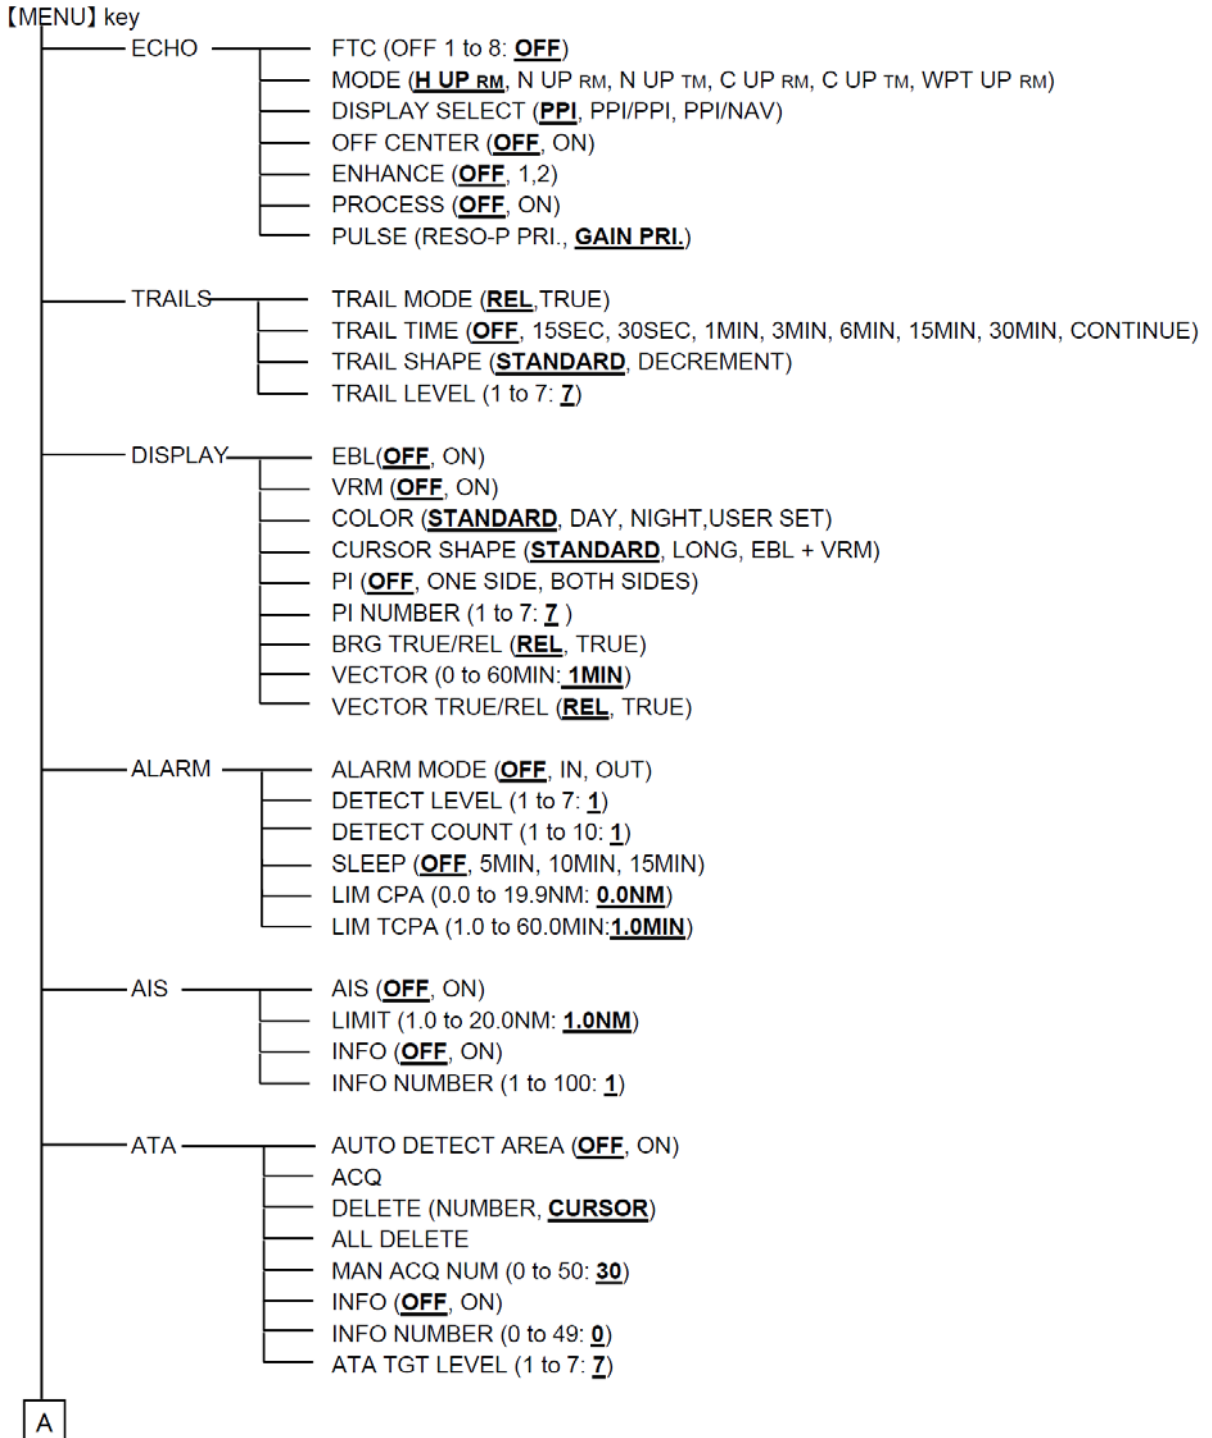 【MENU】 key
ECHO FTC (OFF 1 to 8: OFF)
MODE (H UP RM, N UP RM, N UP TM, C UP RM, C UP TM, WPT UP RM)
DISPLAY SELECT (PPI, PPI/PPI, PPI/NAV)
OFF CENTER (OFF, ON)
ENHANCE (OFF, 1,2)
PROCESS (OFF, ON)
PULSE (RESO-P PRI., GAIN PRI.)
TRAILS TRAIL MODE (REL,TRUE)
TRAIL TIME (OFF, 15SEC, 30SEC, 1MIN, 3MIN, 6MIN, 15MIN, 30MIN, CONTINUE)
TRAIL SHAPE (STANDARD, DECREMENT)
TRAIL LEVEL (1 to 7: 7)
DISPLAY EBL(OFF, ON)
VRM (OFF, ON)
COLOR (STANDARD, DAY, NIGHT,USER SET)
CURSOR SHAPE (STANDARD, LONG, EBL + VRM)
PI (OFF, ONE SIDE, BOTH SIDES)
PI NUMBER (1 to 7: 7 )
BRG TRUE/REL (REL, TRUE)
VECTOR (0 to 60MIN: 1MIN)
VECTOR TRUE/REL (REL, TRUE)
ALARM ALARM MODE (OFF, IN, OUT)
DETECT LEVEL (1 to 7: 1)
DETECT COUNT (1 to 10: 1)
SLEEP (OFF, 5MIN, 10MIN, 15MIN)
LIM CPA (0.0 to 19.9NM: 0.0NM)
LIM TCPA (1.0 to 60.0MIN:1.0MIN)
AIS AIS (OFF, ON)
LIMIT (1.0 to 20.0NM: 1.0NM)
INFO (OFF, ON)
INFO NUMBER (1 to 100: 1)
ATA AUTO DETECT AREA (OFF, ON)
ACQ
DELETE (NUMBER, CURSOR)
ALL DELETE
MAN ACQ NUM (0 to 50: 30)
INFO (OFF, ON)
INFO NUMBER (0 to 49: 0)
ATA TGT LEVEL (1 to 7: 7)
A